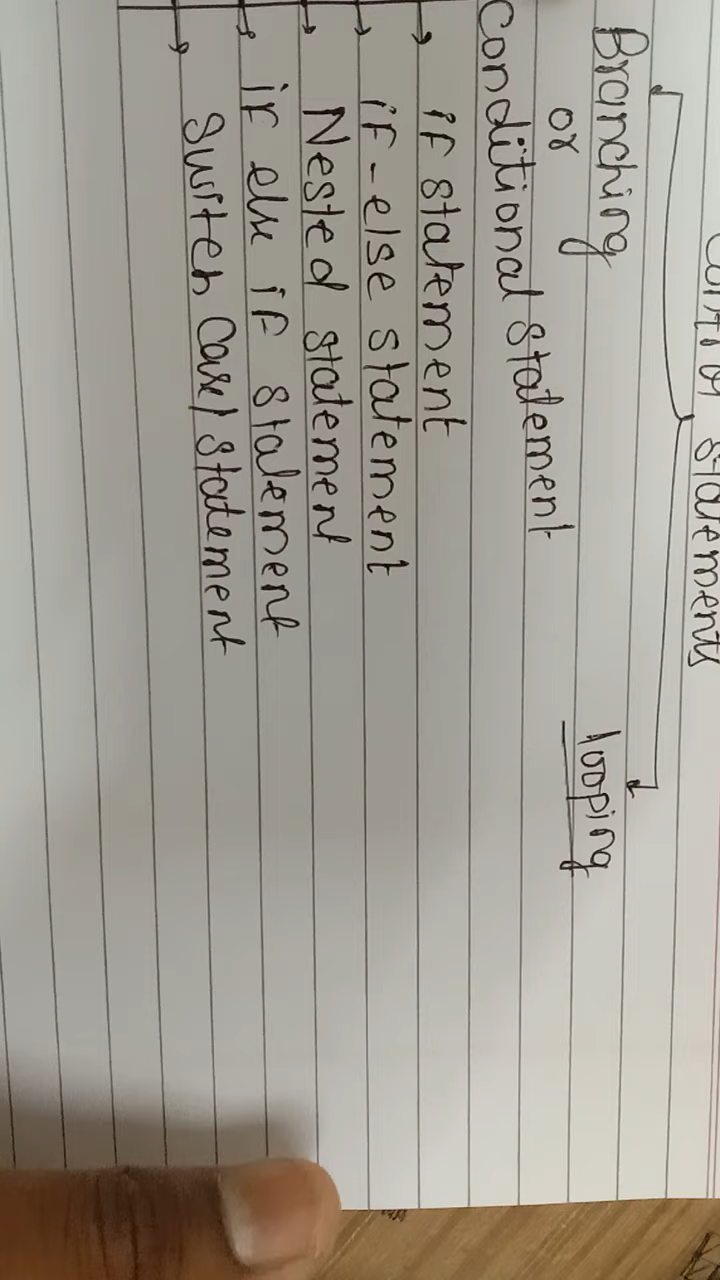 Control statements
Branching looping
or
Conditional statement
if statement
if-else statement
Nested statement
if else if statement
Switch Case/statement